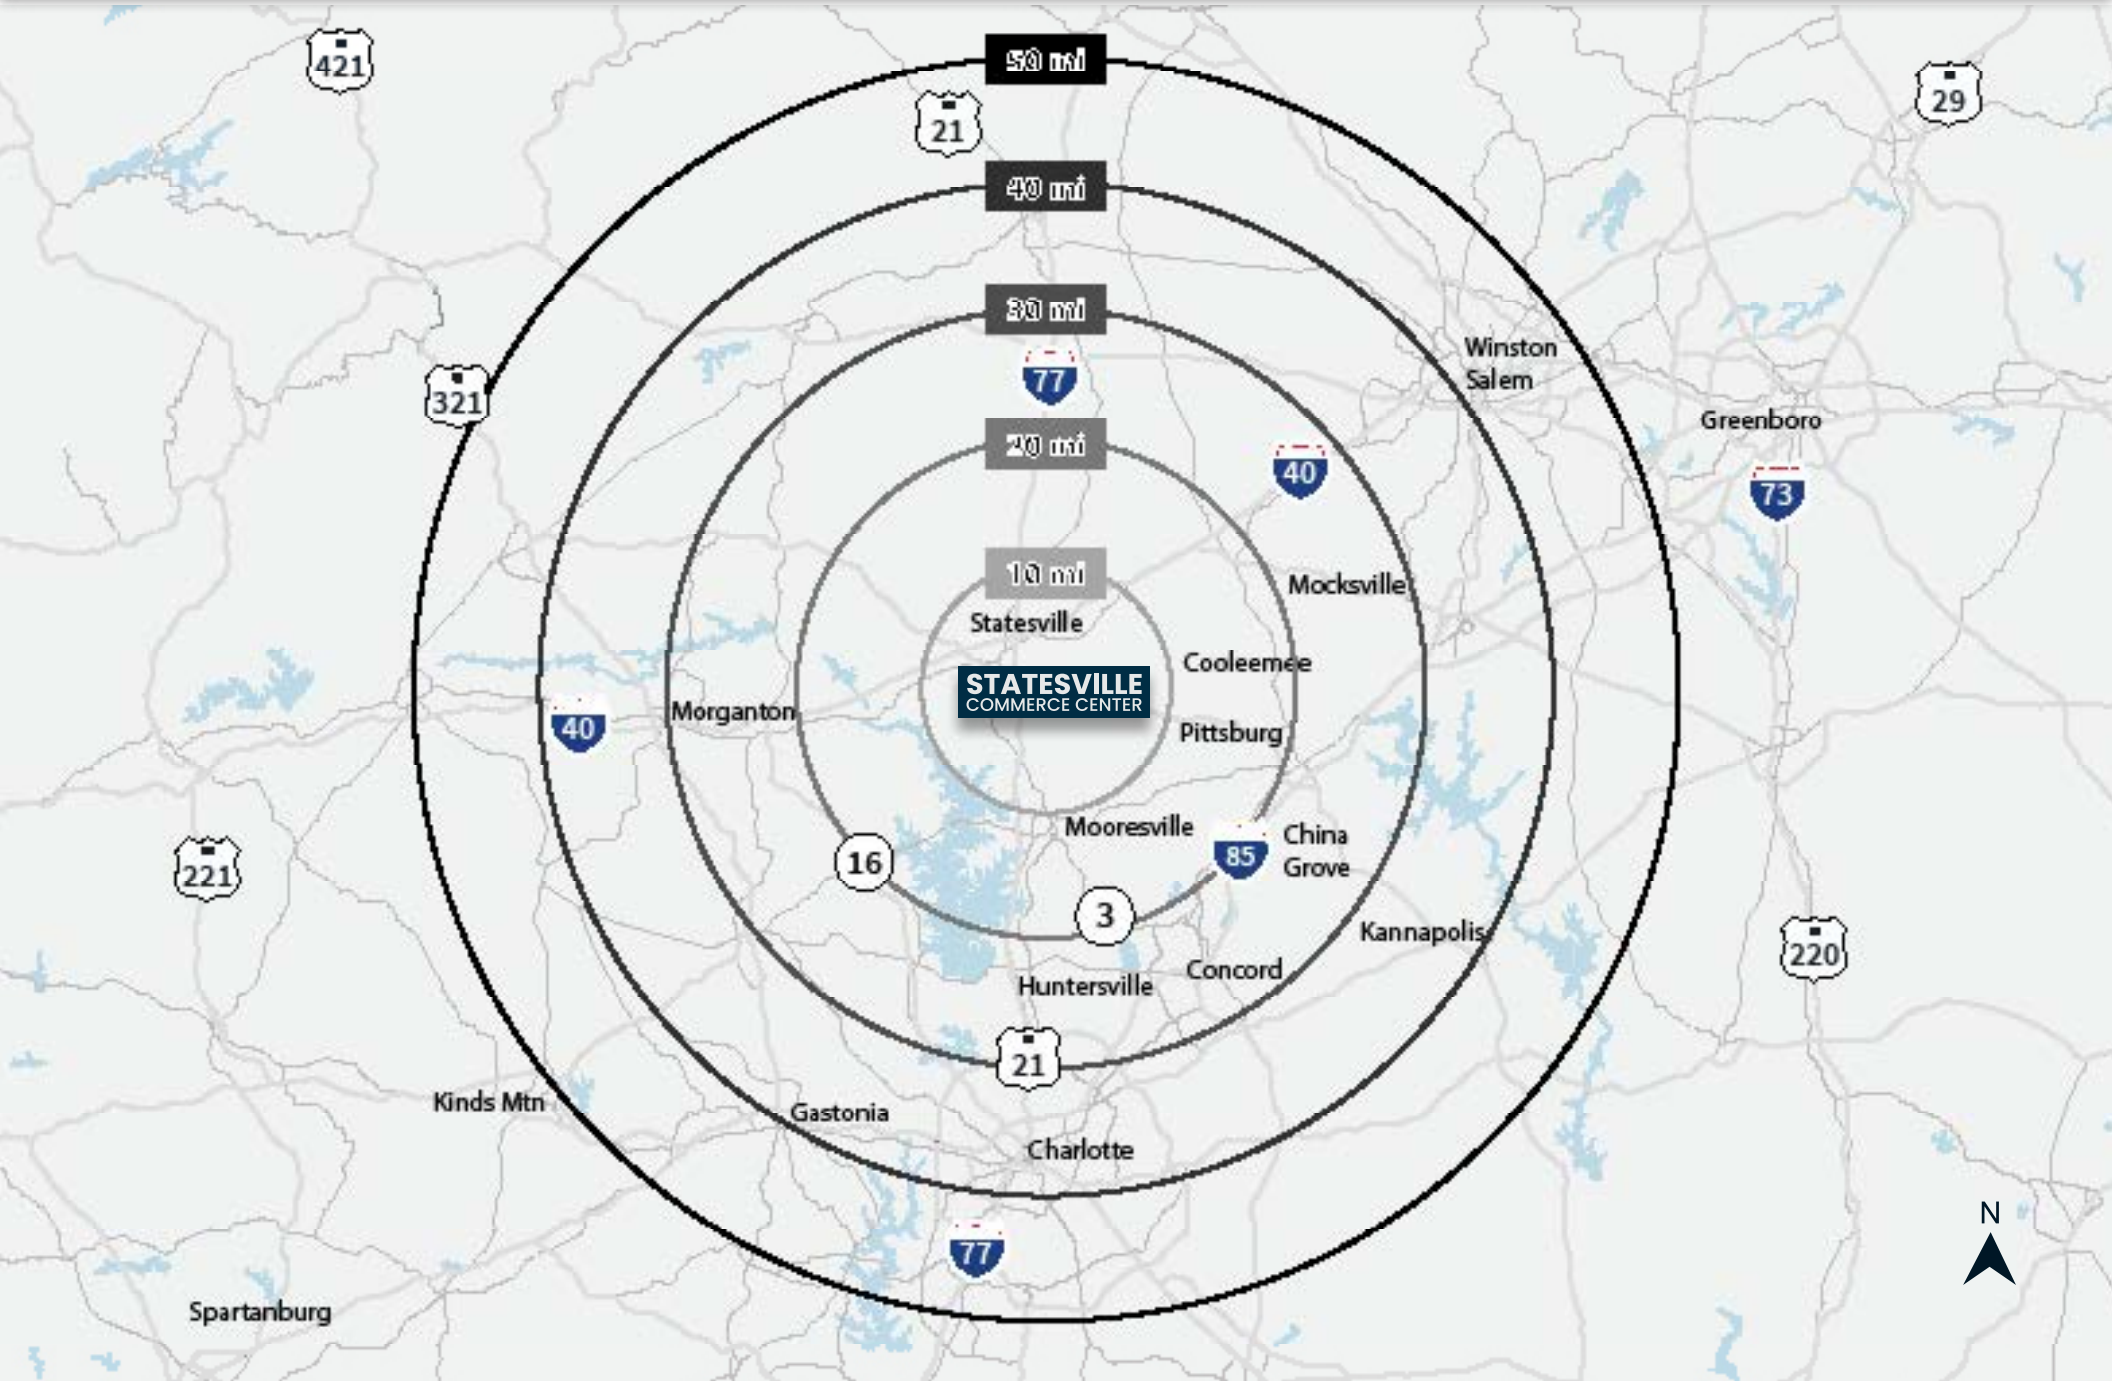 50 mi
421
29
21
40 mi
30 mi
Winston
Salem
77
321
Greenboro
20 mi
40
73
10 mi
Mocksville
Statesville
Cooleemee
STATESVILLE
COMMERCE CENTER
Morganton
40
Pittsburg
Mooresville
China
Grove
85
16
221
3
Kannapolis
220
Concord
Huntersville
21
Kinds Mtn
Gastonia
Charlotte
N
77
Spartanburg